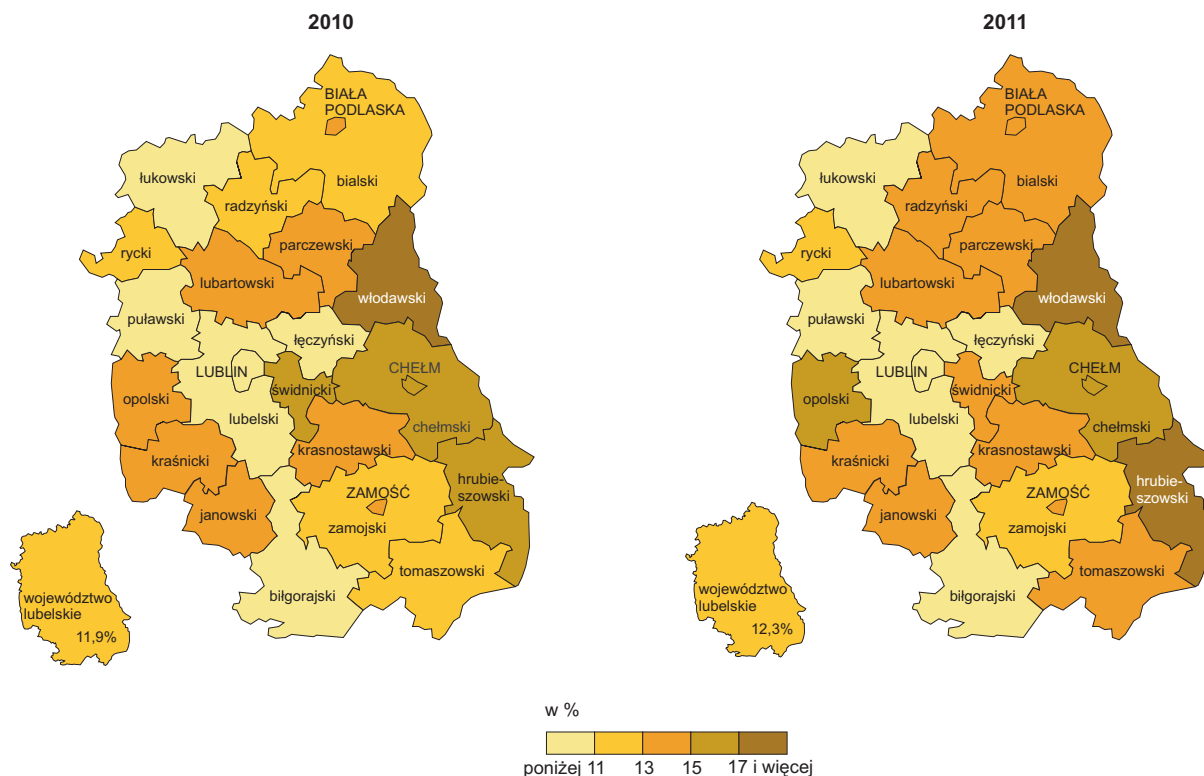 2010
BIAŁA
PODLASKA
łukowski
bialski
radzyński
rycki
parczewski
lubartowski
włodawski
puławski
łęczyński
LUBLIN
CHEŁM
świdnicki
opolski
lubelski
chełmski
krasnostawski
kraśnicki
hrubie-
szowski
ZAMOŚĆ
janowski
zamojski
tomaszowski
biłgorajski
województwo
lubelskie
11,9%
2011
BIAŁA
PODLASKA
łukowski
bialski
radzyński
rycki
parczewski
lubartowski
włodawski
puławski
łęczyński
LUBLIN
CHEŁM
świdnicki
opolski
lubelski
chełmski
krasnostawski
kraśnicki
hrubie-
szowski
ZAMOŚĆ
janowski
zamojski
tomaszowski
biłgorajski
województwo
lubelskie
12,3%
w %
poniżej 11 13 15 17 i więcej